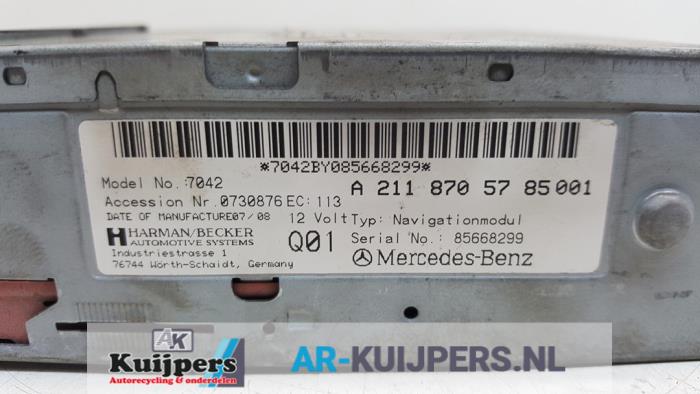 *7042BY085668299*
Model No.:7042
A 211 870 57 85001
Accession Nr.0730876 EC: 113
DATE OF MANUFACTURE07/08
12 Volt Typ: Navigationmodul
HARMAN/BECKER
AUTOMOTIVE SYSTEMS
Q01
Serial No.: 85668299
Industriestrasse 1
76744 Wörth-Schaidt, Germany
Mercedes-Benz
AK
Kuijpers
Autorecycling & onderdelen
AR-KUIJPERS.NL